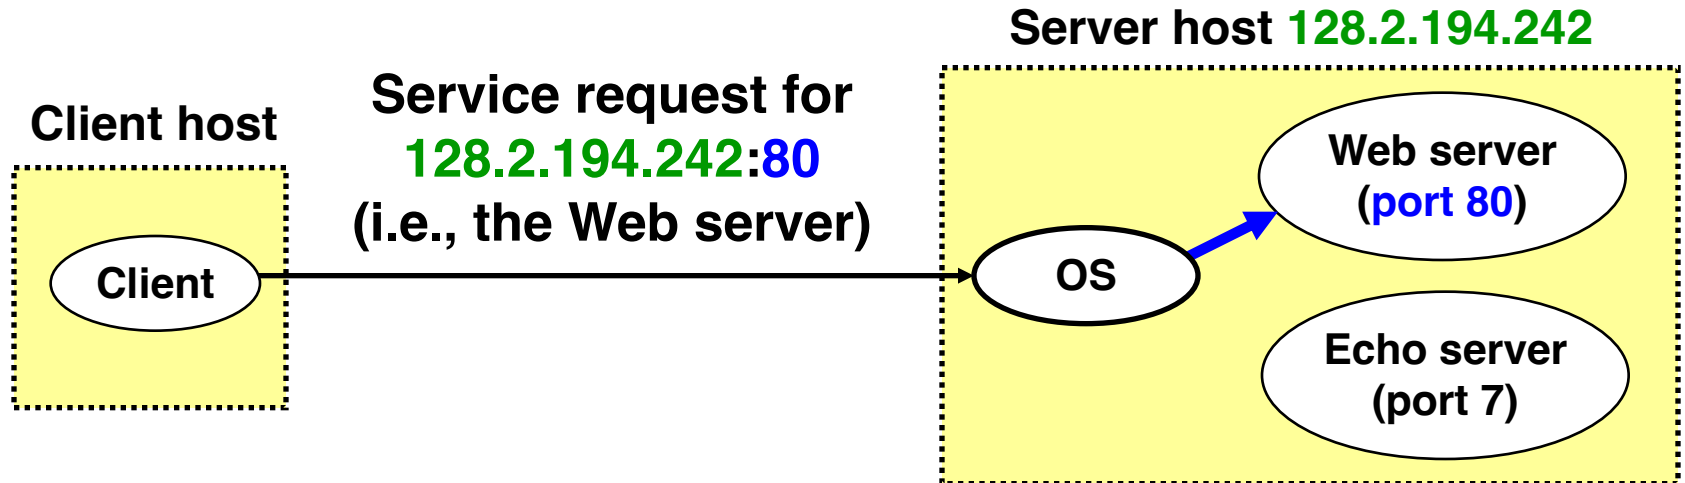 Server host 128.2.194.242
Client host
Service request for
128.2.194.242:80
(i.e., the Web server)
Client
OS
Web server
(port 80)
Echo server
(port 7)